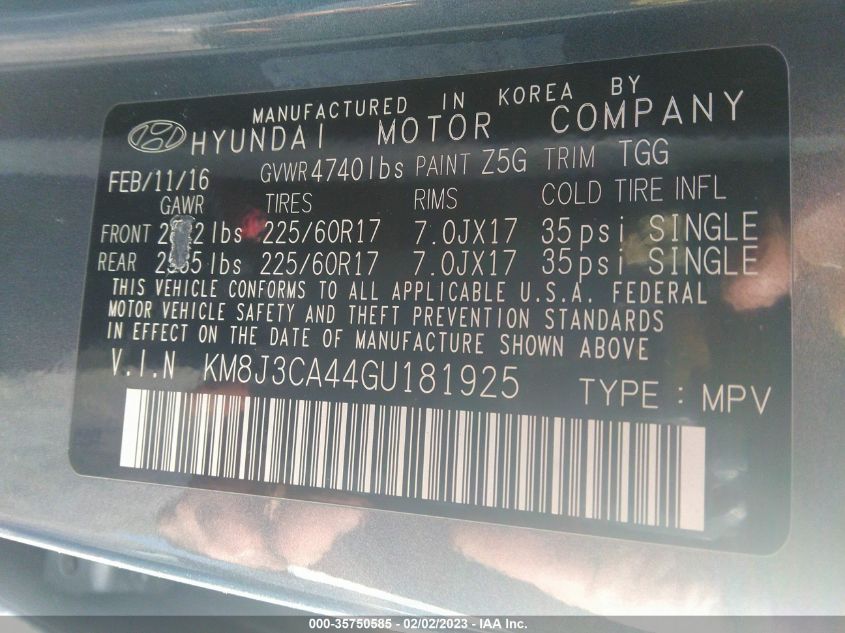 MANUFACTURED IN KOREA BY
HYUNDAI MOTOR COMPANY
FEB/11/16 GVWR 4740lbs PAINT Z5G TRIM TGG
GAWR TIRES RIMS COLD TIRE INFL
FRONT lbs 225/60R17 7.0JX17 35psi SINGLE
REAR lbs 225/60R17 7.0JX17 35psi SINGLE
THIS VEHICLE CONFORMS TO ALL APPLICABLE U.S.A. FEDERAL
MOTOR VEHICLE SAFETY AND THEFT PREVENTION STANDARDS
IN EFFECT ON THE DATE OF MANUFACTURE SHOWN ABOVE
V.I.N KM8J3CA44GU181925 TYPE : MPV
000-35750585 - 02/02/2023 - © IAA Inc.